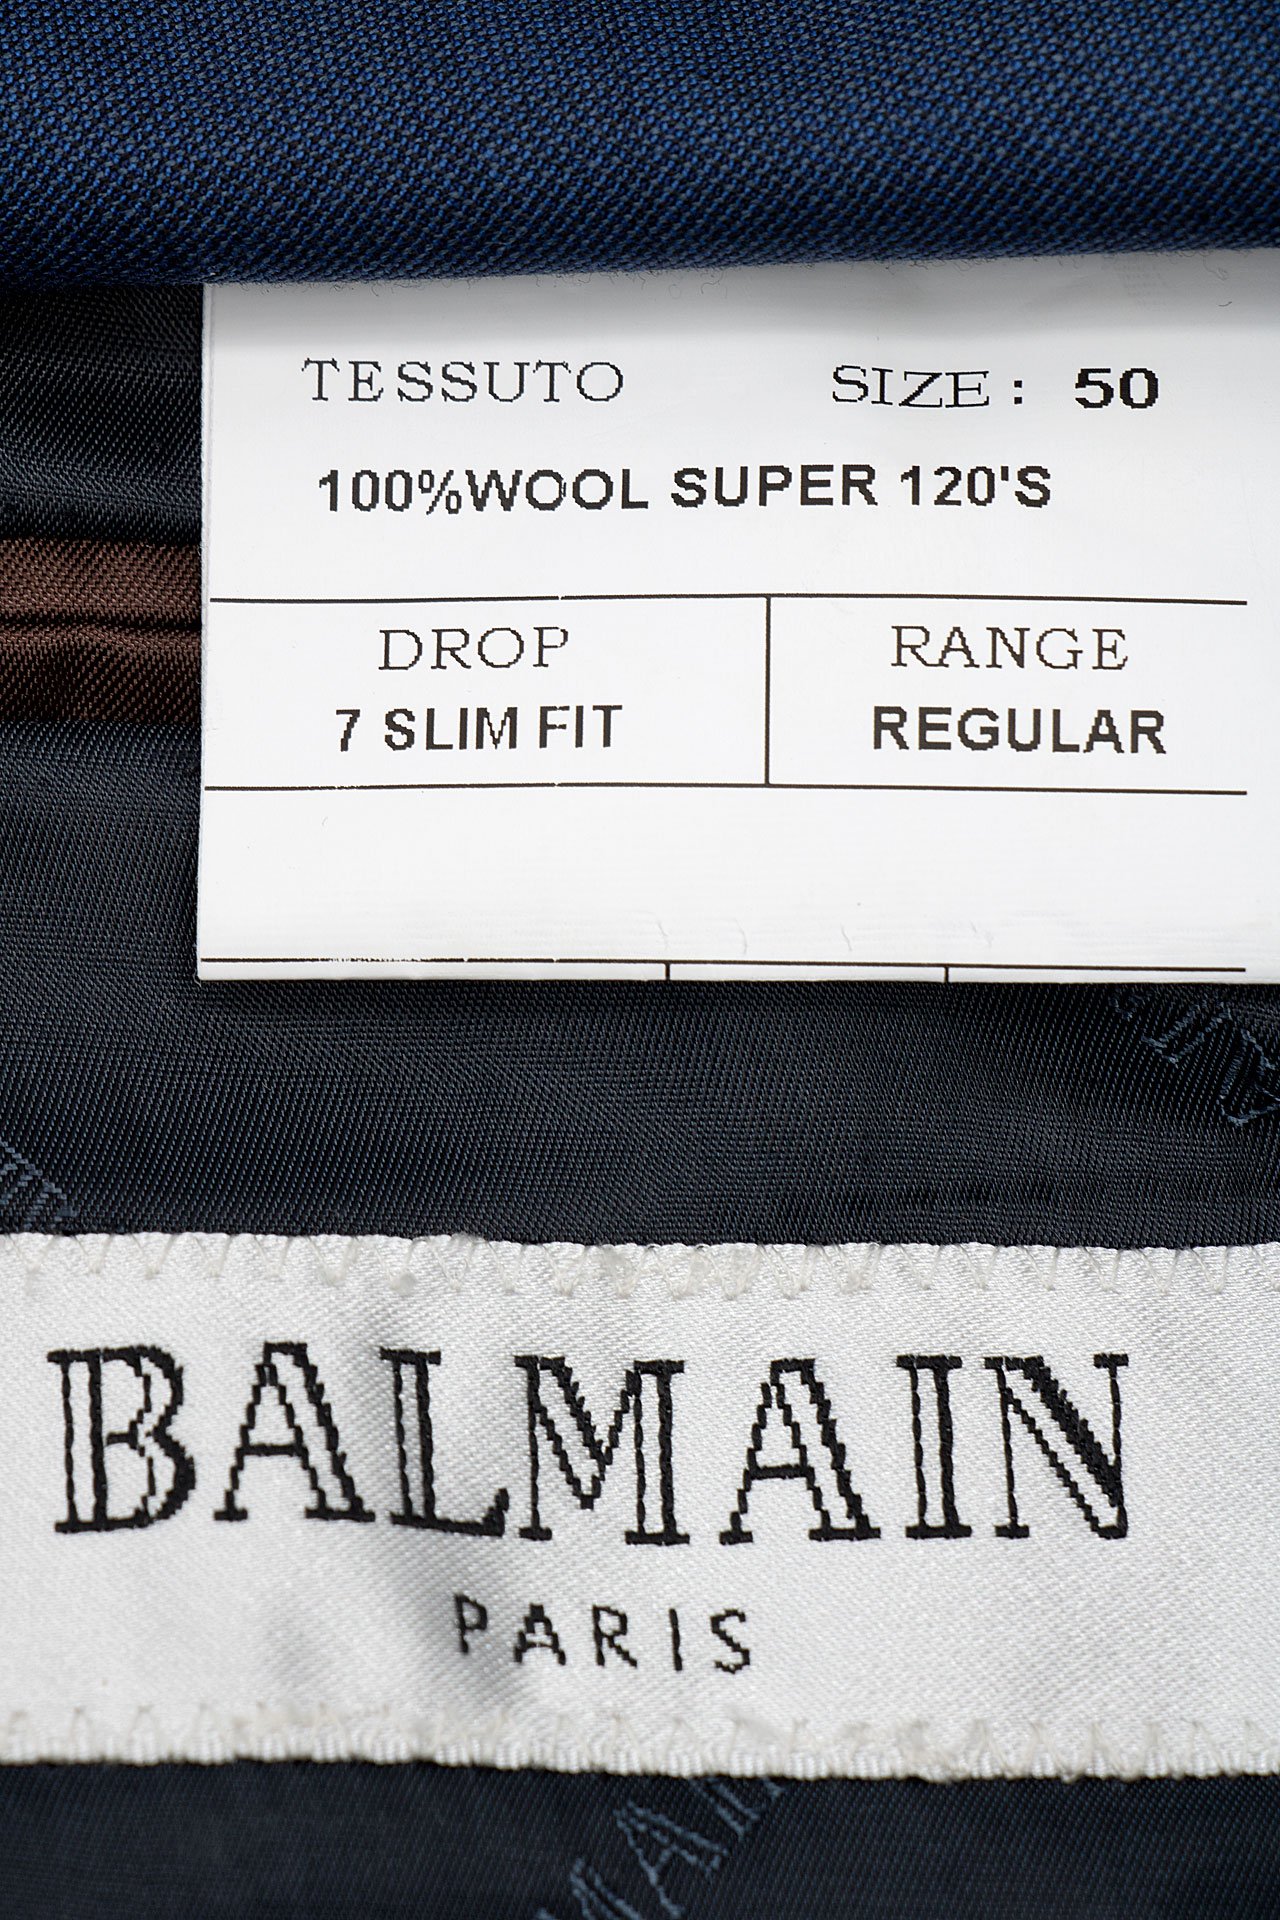 TESSUTO SIZE: 50
100%WOOL SUPER 120'S
DROP RANGE
7 SLIM FIT REGULAR
BALMAIN
PARIS